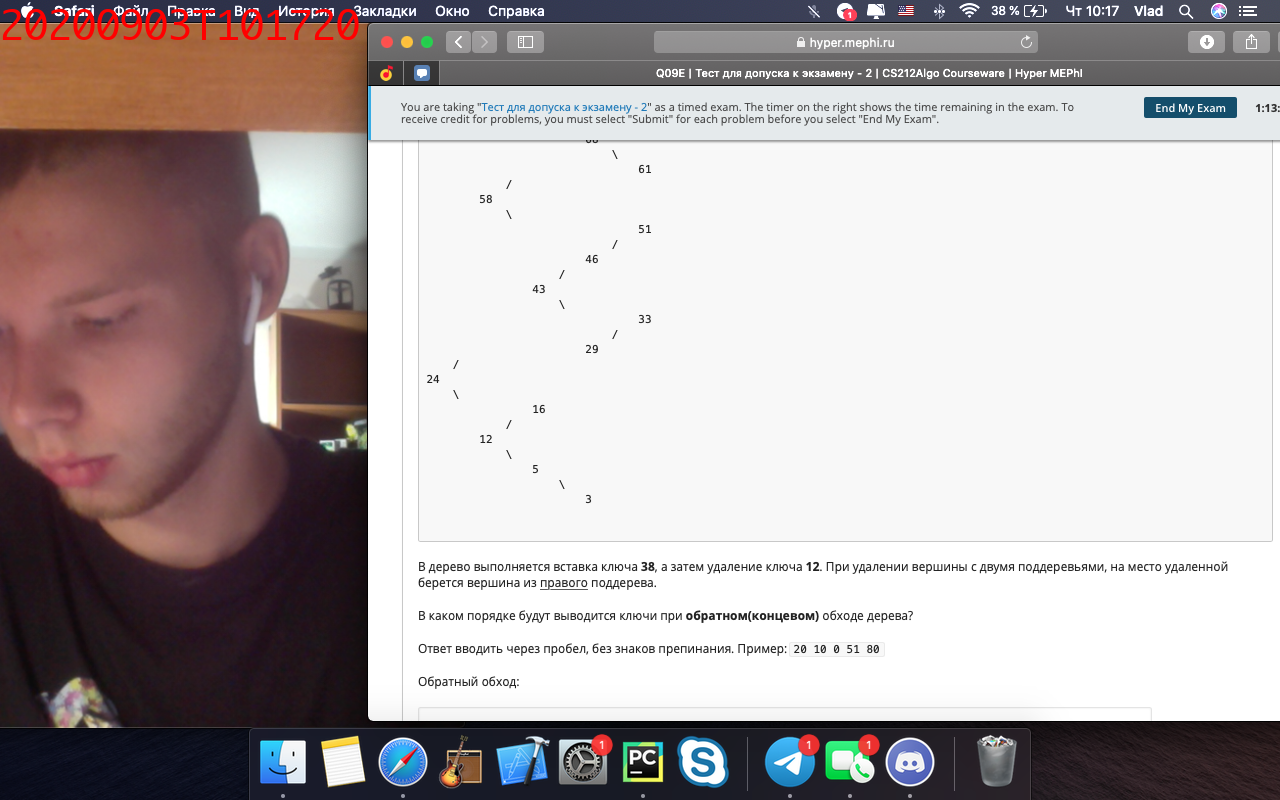 20200903T101720
Safari Файл Правка Вид История Закладки Окно Справка
1 38 % Чт 10:17 Vlad
hyper.mephi.ru
Q09E | Тест для допуска к экзамену - 2 | CS212Algo Courseware | Hyper MEPhI
You are taking "Тест для допуска к экзамену - 2" as a timed exam. The timer on the right shows the time remaining in the exam. To
receive credit for problems, you must select "Submit" for each problem before you select "End My Exam".
End My Exam
1:13:
\
61
/
58
\
51
/
46
/
43
\
33
/
29
/
24
\
16
/
12
\
5
\
3
В дерево выполняется вставка ключа 38, а затем удаление ключа 12. При удалении вершины с двумя поддеревьями, на место удаленной
берется вершина из правого поддерева.
В каком порядке будут выводится ключи при обратном(концевом) обходе дерева?
Ответ вводить через пробел, без знаков препинания. Пример: 20 10 0 51 80
Обратный обход:
1 PC 1 1